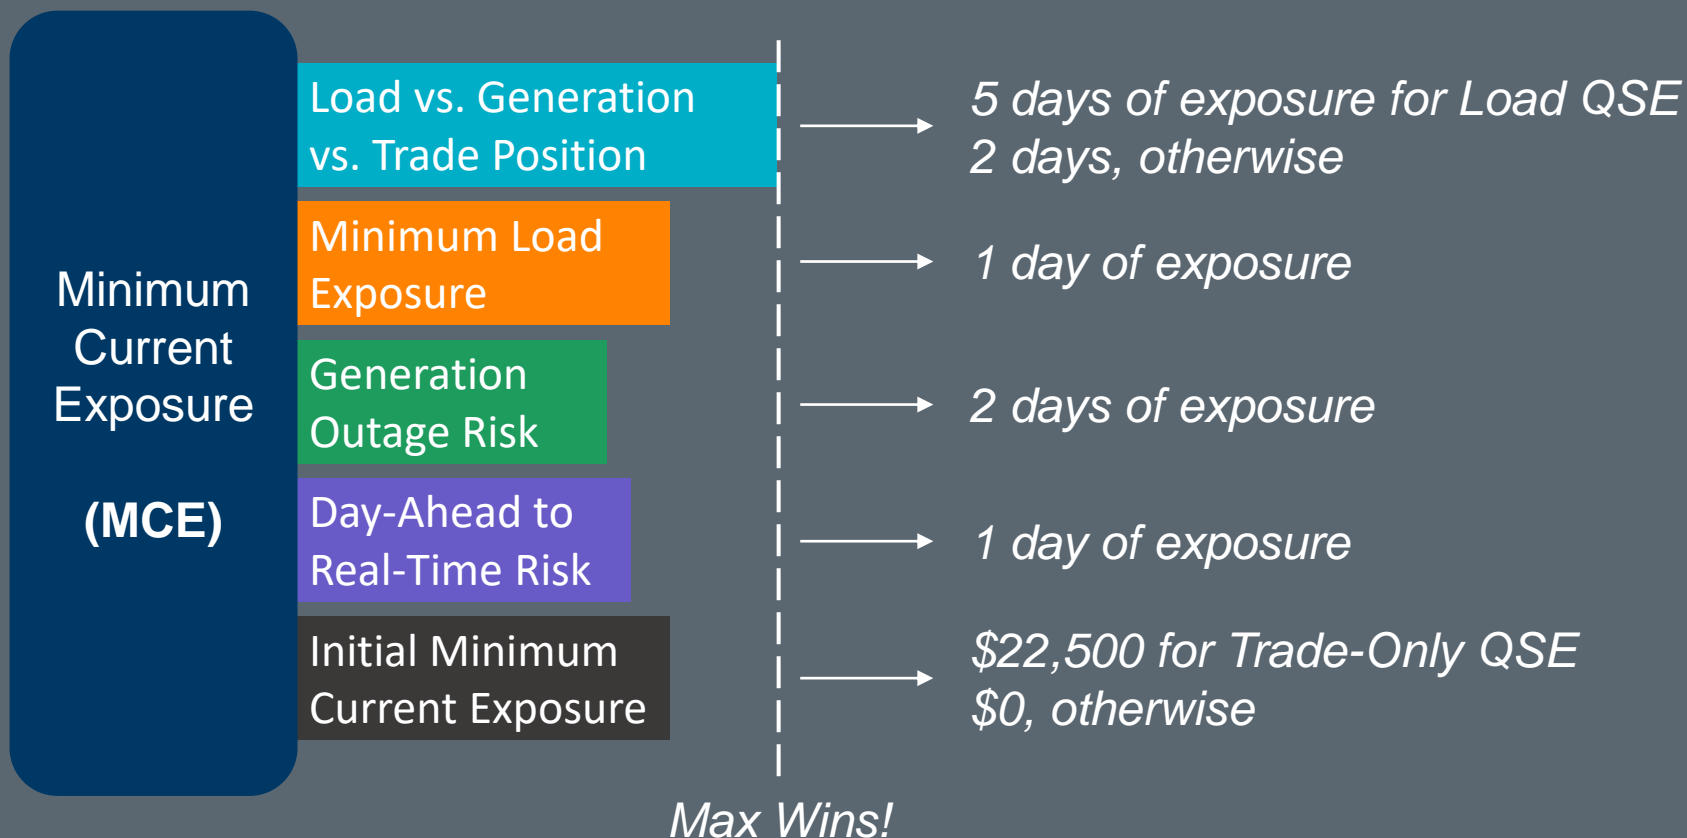 Minimum
Current
Exposure
(MCE)
Load vs. Generation
vs. Trade Position
5 days of exposure for Load QSE
2 days, otherwise
Minimum Load
Exposure
1 day of exposure
Generation
Outage Risk
2 days of exposure
Day-Ahead to
Real-Time Risk
1 day of exposure
Initial Minimum
Current Exposure
$22,500 for Trade-Only QSE
$0, otherwise
Max Wins!